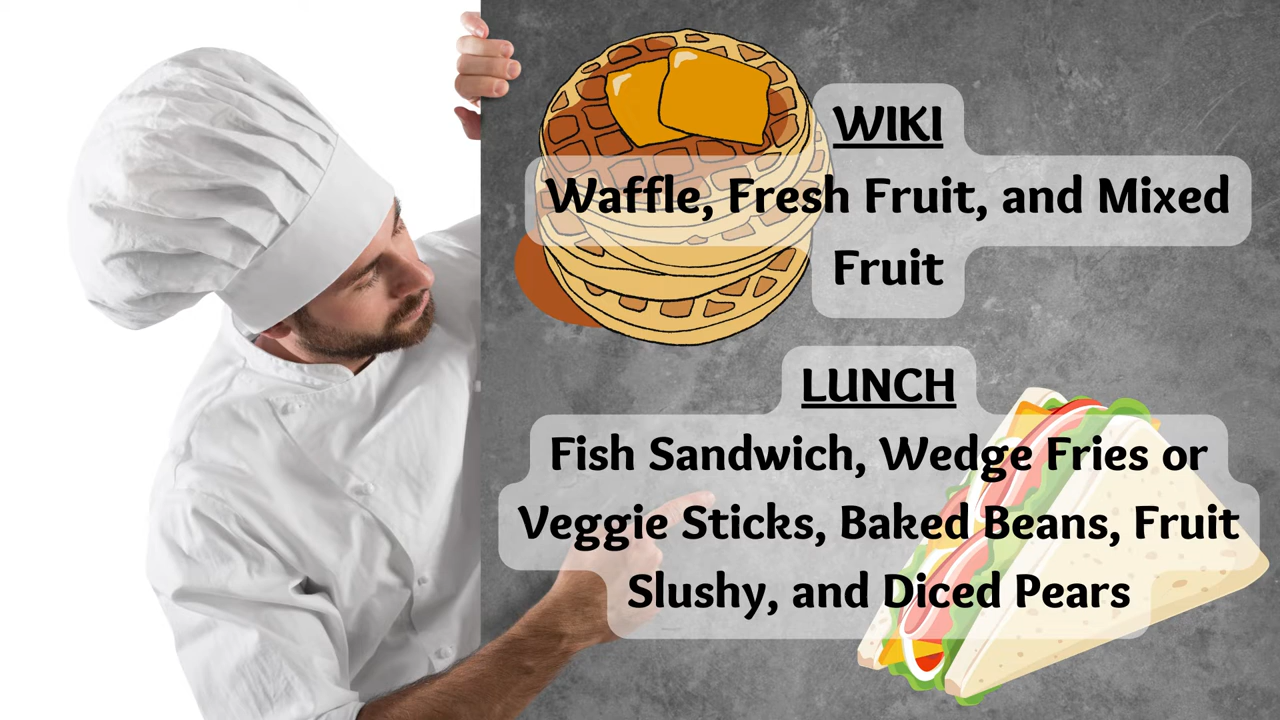 WIKI
Waffle, Fresh Fruit, and Mixed
Fruit
LUNCH
Fish Sandwich, Wedge Fries or
Veggie Sticks, Baked Beans, Fruit
Slushy, and Diced Pears